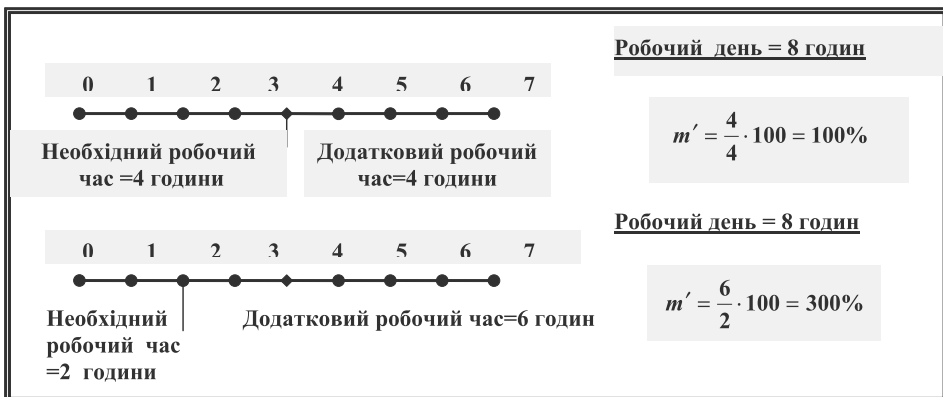 Робочий день = 8 годин
0 1 2 3 4 5 6 7
m′ = 4/4 · 100 = 100%
Необхідний робочий
час =4 години
Додатковий робочий
час=4 години
Робочий день = 8 годин
0 1 2 3 4 5 6 7
m′ = 6/2 · 100 = 300%
Необхідний
робочий час
=2 години
Додатковий робочий час=6 годин